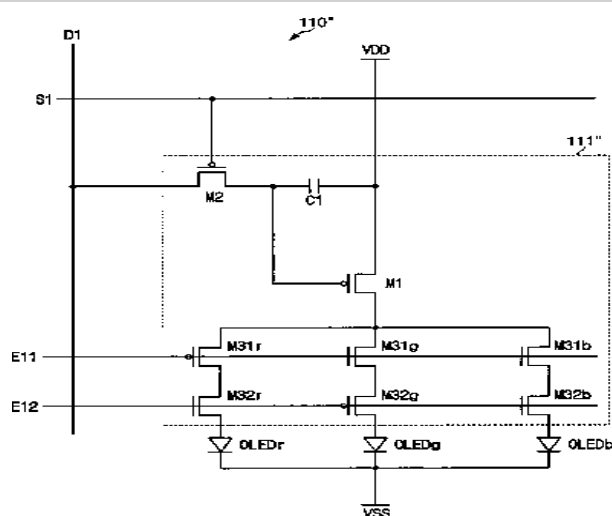 110"
D1
VDD
S1
111"
M2
C1
M1
M31r
M31g
M31b
E11
M32r
M32g
M32b
E12
OLEDr
OLEDg
OLEDb
VSS